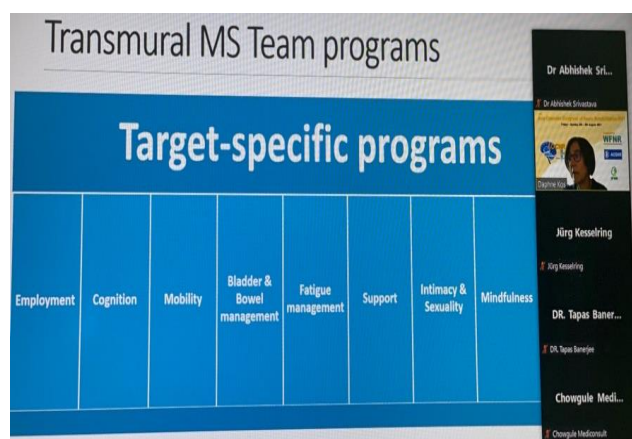 Transmural MS Team programs
Target-specific programs
Employment
Cognition
Mobility
Bladder &
Bowel
management
Fatigue
management
Support
Intimacy &
Sexuality
Mindfulness
Dr Abhishek Sri...
Dr Abhishek Srivastava
WFNR
Jürg Kesselring
Jürg Kesselring
DR. Tapas Baner...
DR. Tapas Banerjee
Chowgule Medi...
Chowgule Mediconsult